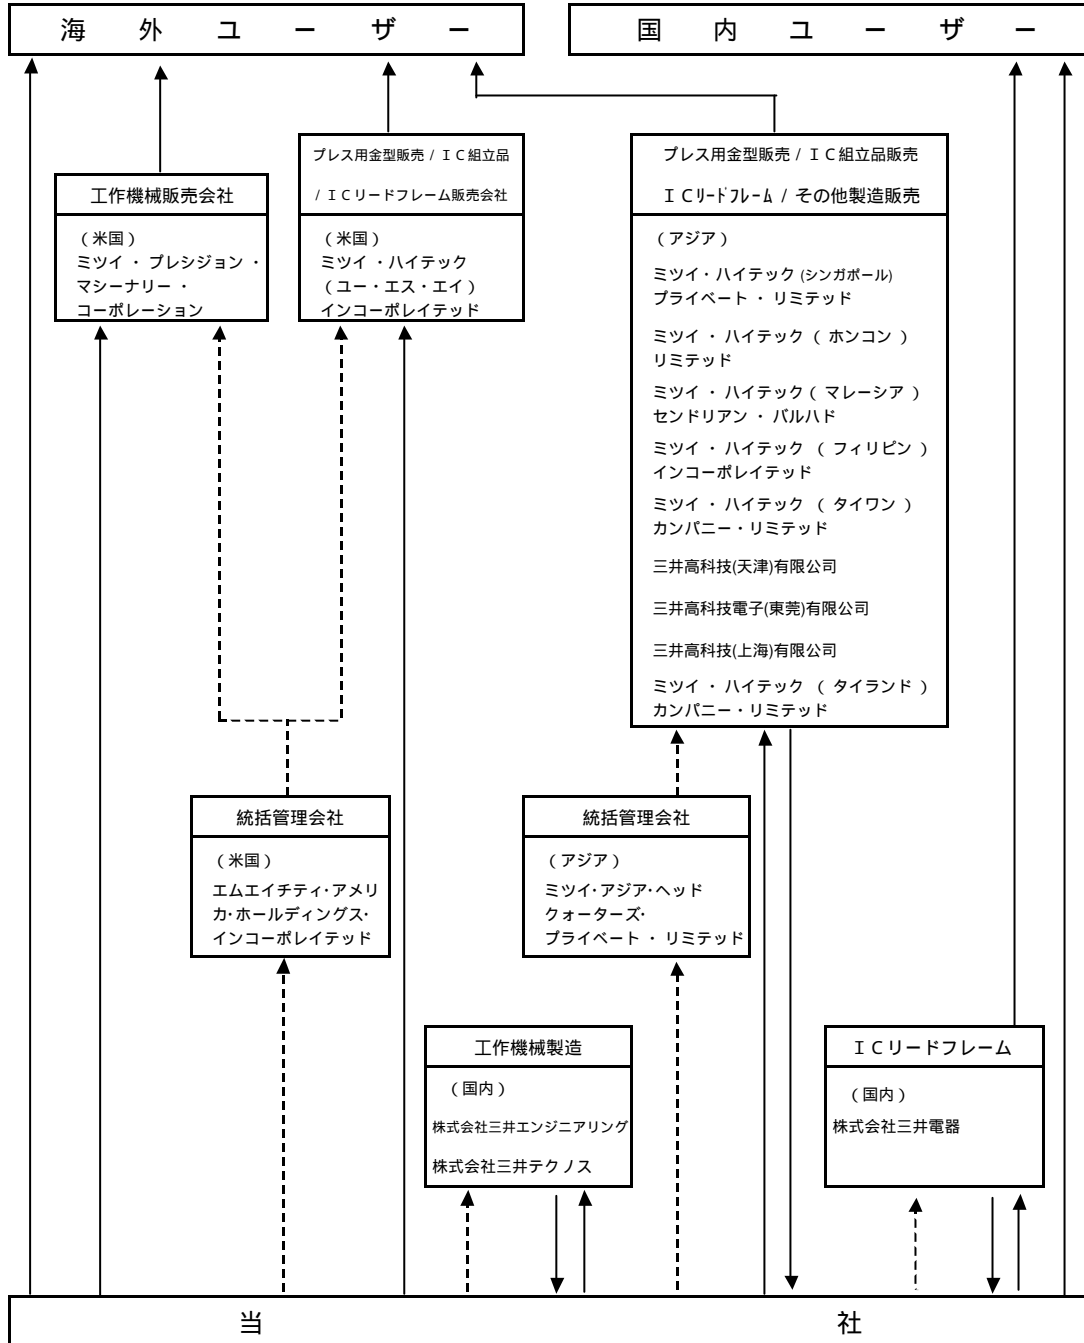 海外ユーザー
国内ユーザー
工作機械販売会社
（米国）
ミツイ・プレシジョン・
マシーナリー・
コーポレーション
プレス用金型販売/ＩＣ組立品
/ＩＣリードフレーム販売会社
（米国）
ミツイ・ハイテック
（ユー・エス・エイ）
インコーポレイテッド
プレス用金型販売/ＩＣ組立品販売
ＩＣﾘｰﾄﾞﾌﾚｰﾑ/その他製造販売
（アジア）
ミツイ・ハイテック(シンガポール)
プライベート・リミテッド
ミツイ・ハイテック（ホンコン）
リミテッド
ミツイ・ハイテック（マレーシア）
センドリアン・バルハド
ミツイ・ハイテック（フィリピン）
インコーポレイテッド
ミツイ・ハイテック（タイワン）
カンパニー・リミテッド
三井高科技(天津)有限公司
三井高科技電子(東莞)有限公司
三井高科技(上海)有限公司
ミツイ・ハイテック（タイランド）
カンパニー・リミテッド
統括管理会社
（米国）
エムエイチティ･アメリ
カ･ホールディングス･
インコーポレイテッド
統括管理会社
（アジア）
ミツイ･アジア･ヘッド
クォーターズ･
プライベート・リミテッド
工作機械製造
（国内）
株式会社三井エンジニアリング
株式会社三井テクノス
ＩＣリードフレーム
（国内）
株式会社三井電器
当社